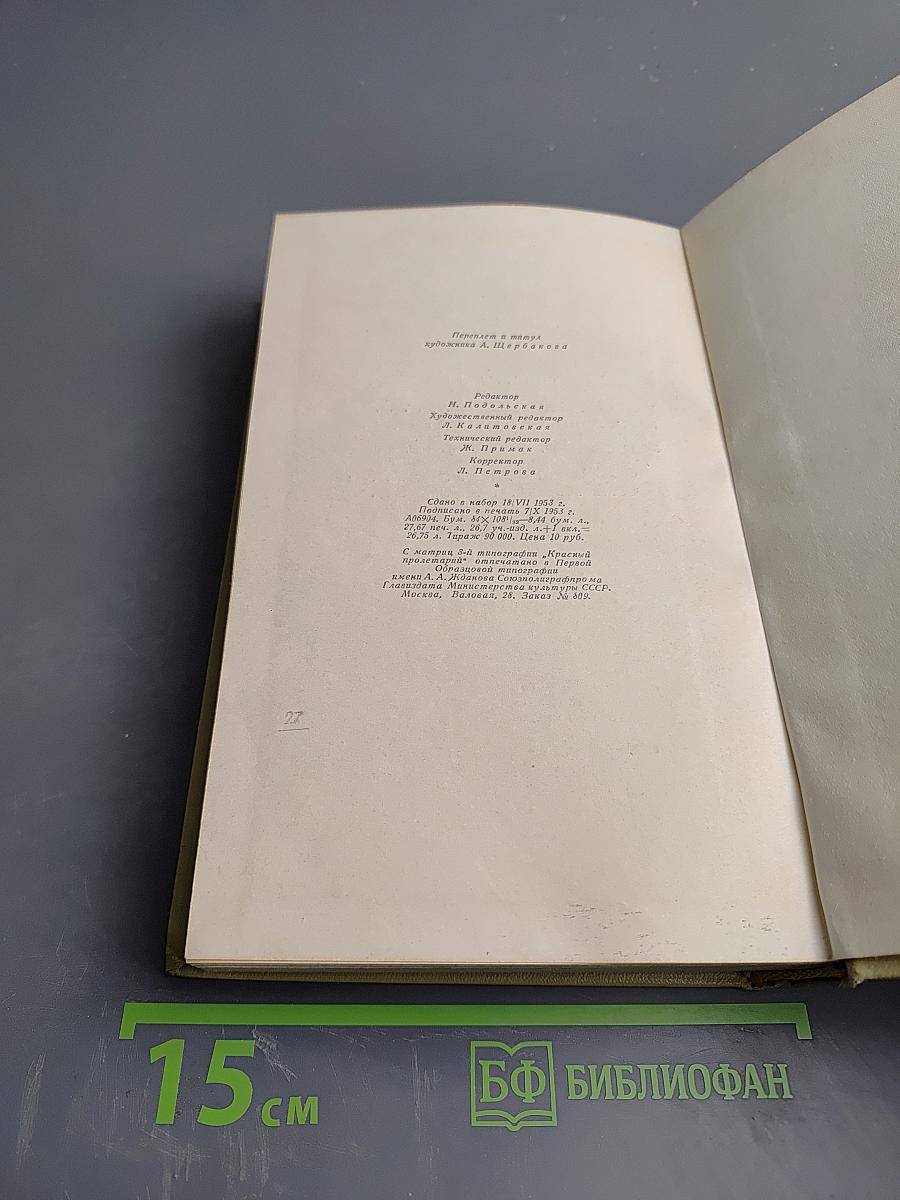 Переплет и титул
художника А. Щербакова
Редактор
Н. Подольская
Художественный редактор
Л. Калитовская
Технический редактор
Ж. Примак
Корректор
Л. Петрова
*
Сдано в набор 18/VII 1953 г.
Подписано в печать 7/X 1953 г.
А06904. Бум. 84×108¹/₃₂—8,44 бум. л.,
27,67 печ. л., 26,7 уч.-изд. л.+1 вкл.=
26,75 л. Тираж 90 000. Цена 10 руб.
С матриц 3-й типографии „Красный
пролетарий“ отпечатано в Первой
Образцовой типографии
имени А. А. Жданова Союзполиграфпрома
Главиздата Министерства культуры СССР.
Москва, Валовая, 28. Заказ № 809.
27
15 см
БФ БИБЛИОФАН